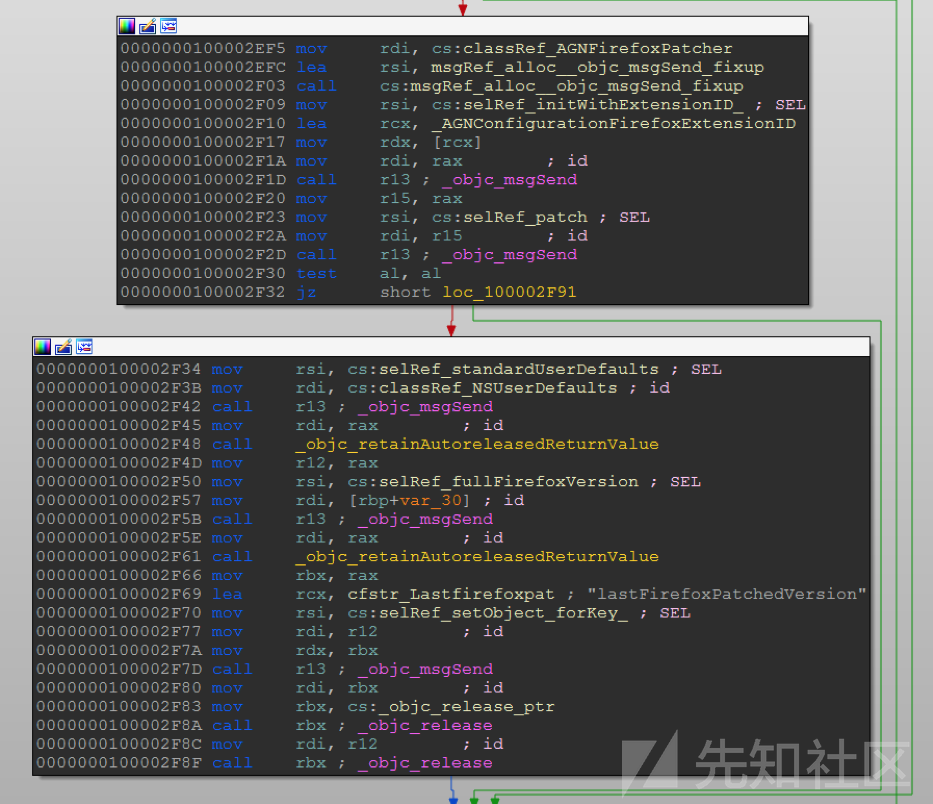 0000000100002EF5 mov rdi, cs:classRef_AGNFirefoxPatcher
0000000100002EFC lea rsi, msgRef_alloc__objc_msgSend_fixup
0000000100002F03 call cs:msgRef_alloc__objc_msgSend_fixup
0000000100002F09 mov rsi, cs:selRef_initWithExtensionID_ ; SEL
0000000100002F10 lea rcx, _AGNConfigurationFirefoxExtensionID
0000000100002F17 mov rdx, [rcx]
0000000100002F1A mov rdi, rax ; id
0000000100002F1D call r13 ; _objc_msgSend
0000000100002F20 mov r15, rax
0000000100002F23 mov rsi, cs:selRef_patch ; SEL
0000000100002F2A mov rdi, r15 ; id
0000000100002F2D call r13 ; _objc_msgSend
0000000100002F30 test al, al
0000000100002F32 jz short loc_100002F91
0000000100002F34 mov rsi, cs:selRef_standardUserDefaults ; SEL
0000000100002F3B mov rdi, cs:classRef_NSUserDefaults ; id
0000000100002F42 call r13 ; _objc_msgSend
0000000100002F45 mov rdi, rax ; id
0000000100002F48 call _objc_retainAutoreleasedReturnValue
0000000100002F4D mov r12, rax
0000000100002F50 mov rsi, cs:selRef_fullFirefoxVersion ; SEL
0000000100002F57 mov rdi, [rbp+var_30] ; id
0000000100002F5B call r13 ; _objc_msgSend
0000000100002F5E mov rdi, rax ; id
0000000100002F61 call _objc_retainAutoreleasedReturnValue
0000000100002F66 mov rbx, rax
0000000100002F69 lea rcx, cfstr_Lastfirefoxpat ; "lastFirefoxPatchedVersion"
0000000100002F70 mov rsi, cs:selRef_setObject_forKey_ ; SEL
0000000100002F77 mov rdi, r12 ; id
0000000100002F7A mov rdx, rbx
0000000100002F7D call r13 ; _objc_msgSend
0000000100002F80 mov rdi, rbx ; id
0000000100002F83 mov rbx, cs:_objc_release_ptr
0000000100002F8A call rbx ; _objc_release
0000000100002F8C mov rdi, r12 ; id
0000000100002F8F call rbx ; _objc_release
先知社区